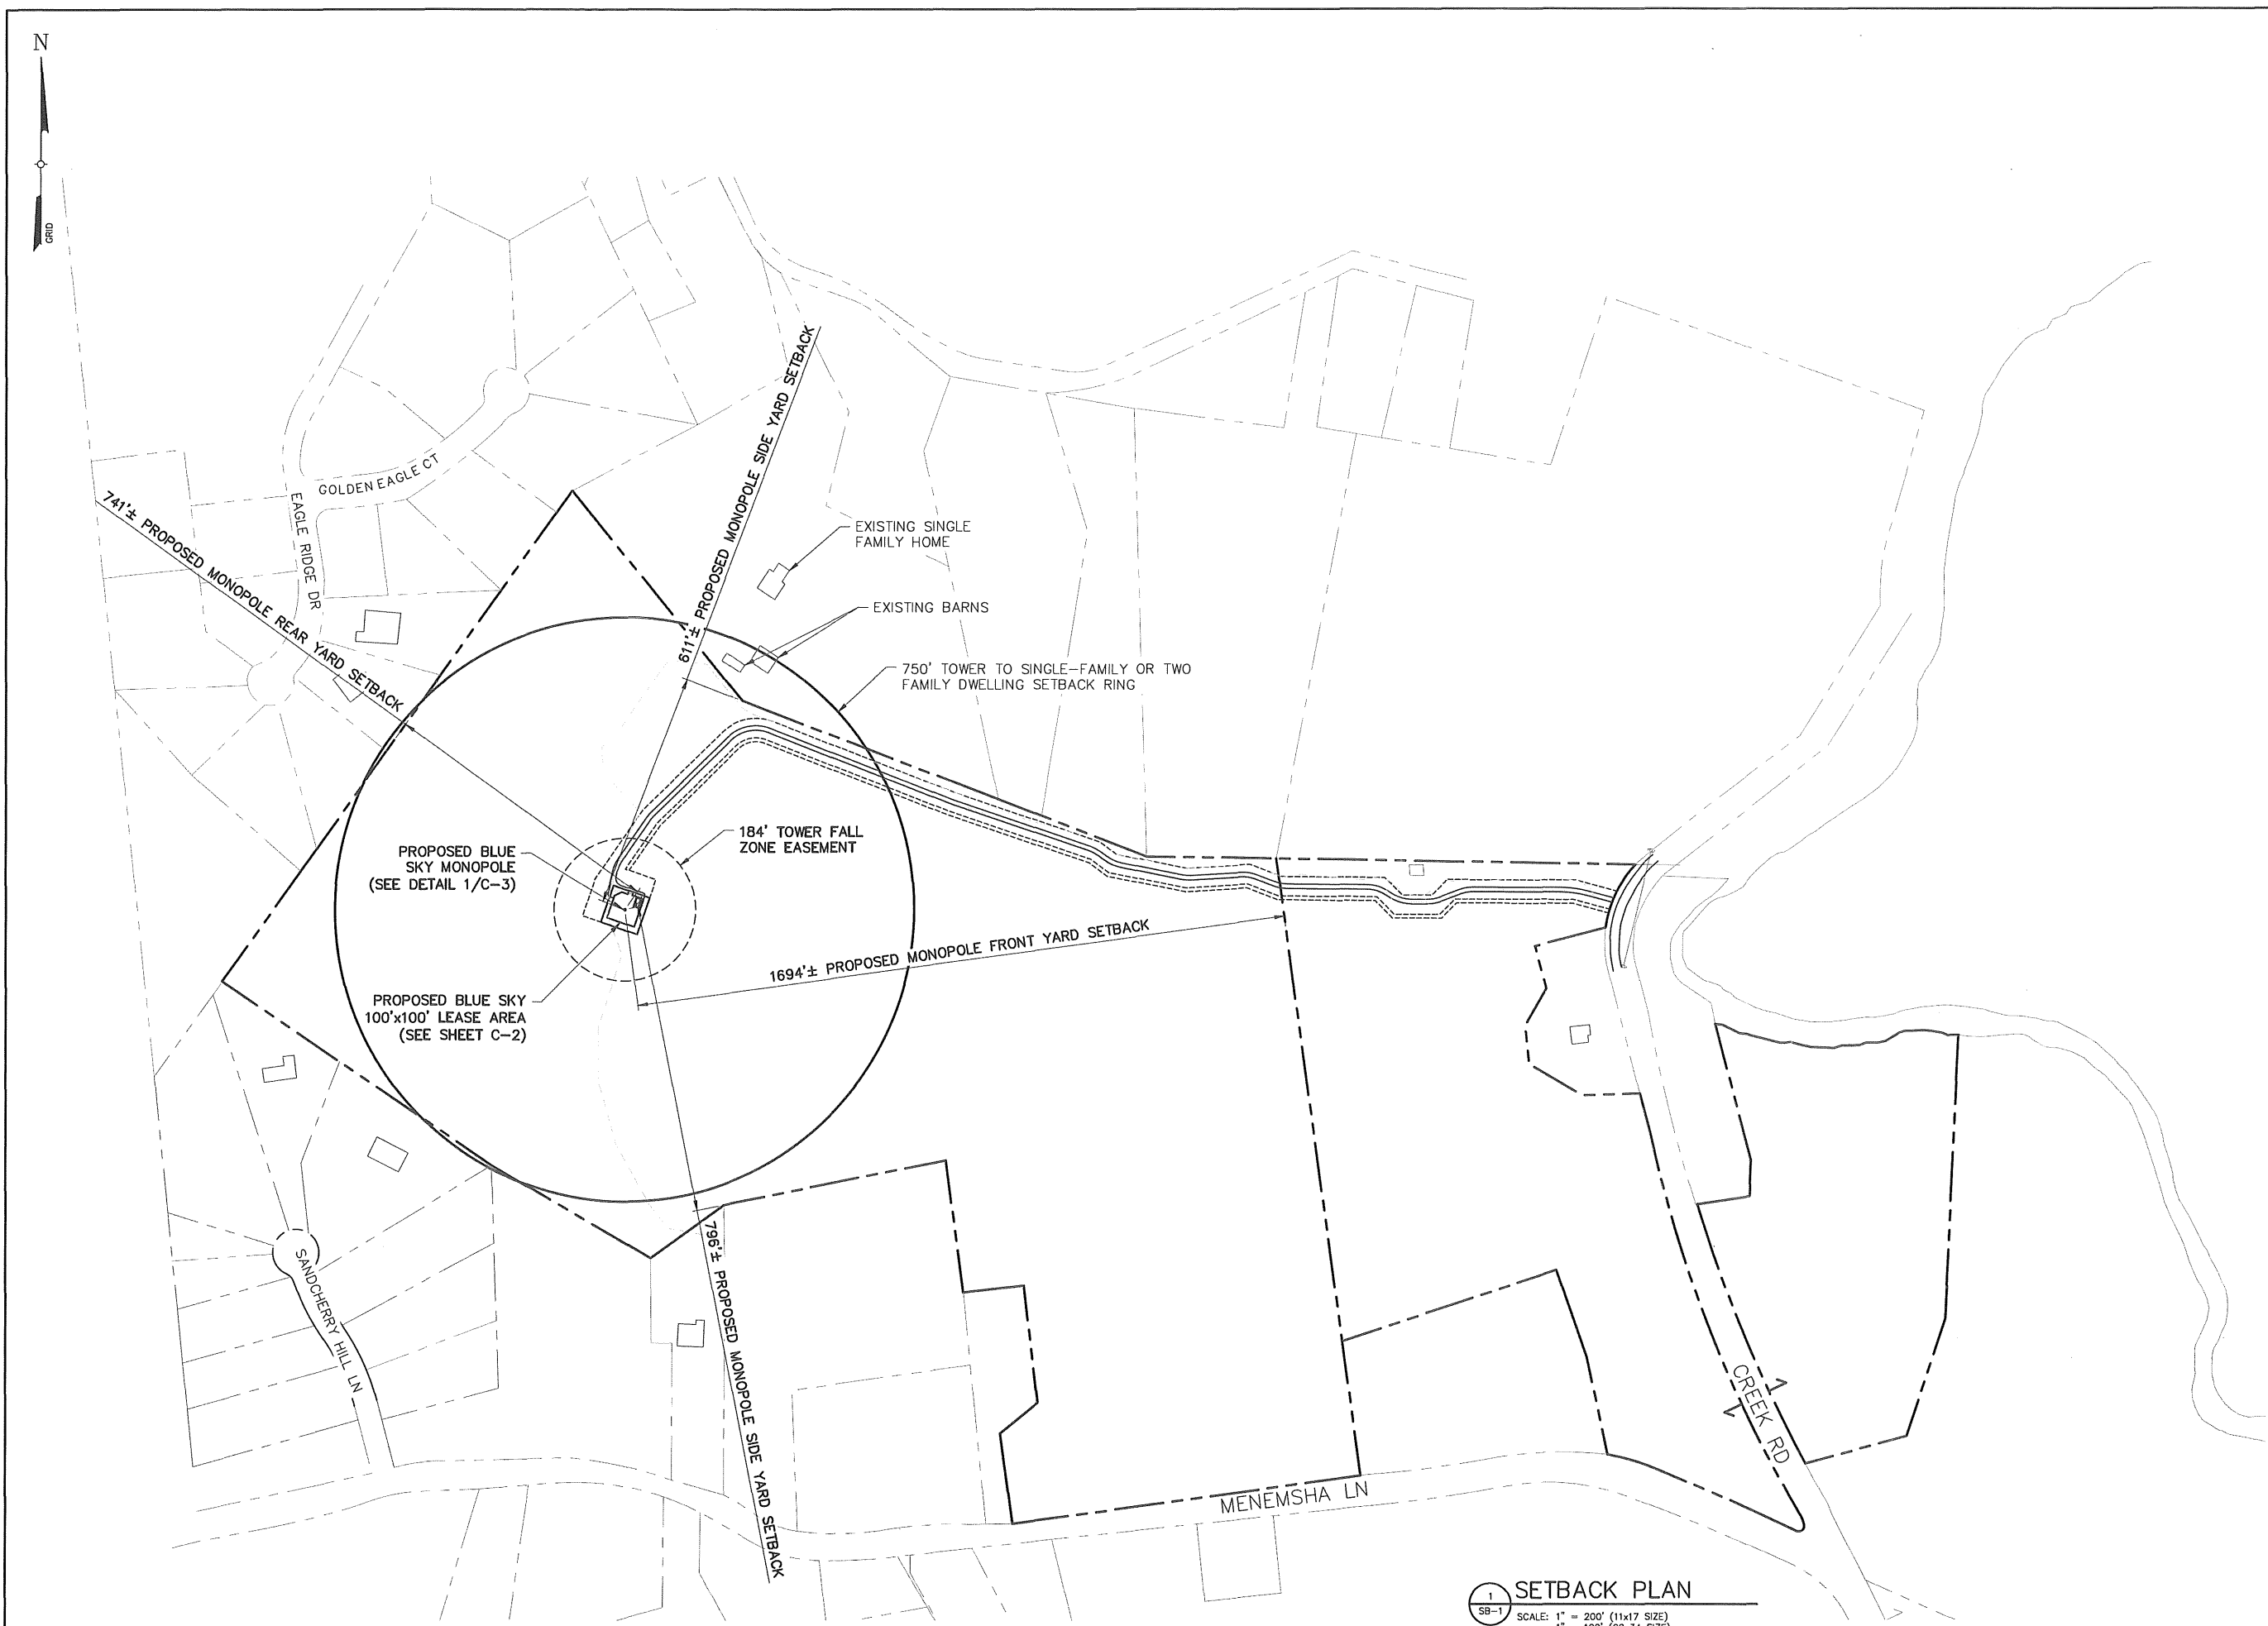 N
GRID
GOLDEN EAGLE CT
EAGLE RIDGE DR
741'± PROPOSED MONOPOLE REAR YARD SETBACK
611'± PROPOSED MONOPOLE SIDE YARD SETBACK
EXISTING SINGLE
FAMILY HOME
EXISTING BARNS
750' TOWER TO SINGLE-FAMILY OR TWO
FAMILY DWELLING SETBACK RING
184' TOWER FALL
ZONE EASEMENT
PROPOSED BLUE
SKY MONOPOLE
(SEE DETAIL 1/C-3)
1694'± PROPOSED MONOPOLE FRONT YARD SETBACK
PROPOSED BLUE SKY
100'x100' LEASE AREA
(SEE SHEET C-2)
796'± PROPOSED MONOPOLE SIDE YARD SETBACK
SANDCHERRY HILL LN
CREEK RD
MENEMSHA LN
1
SB-1
SETBACK PLAN
SCALE: 1" = 200' (11x17 SIZE)